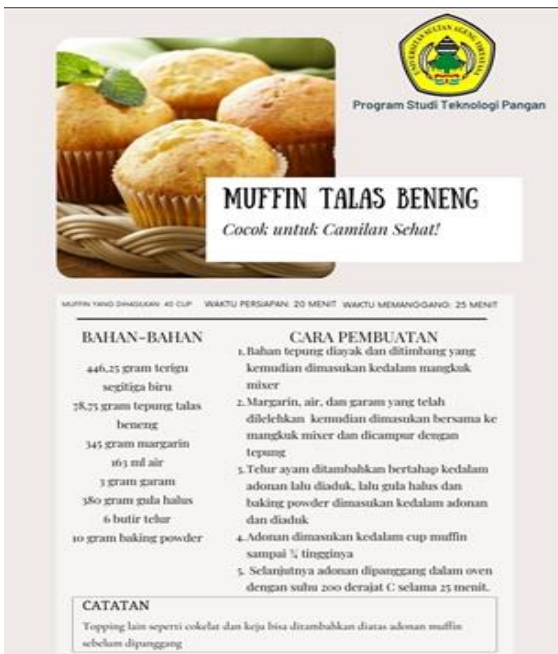 UNIVERSITAS SULTAN AGENG TIRTAYASA
Program Studi Teknologi Pangan
MUFFIN TALAS BENENG
Cocok untuk Camilan Sehat!
MUFFIN YANG DIHASILKAN: 40 CUP WAKTU PERSIAPAN: 20 MENIT WAKTU MEMANGGANG: 25 MENIT
BAHAN-BAHAN
446,25 gram terigu
segitiga biru
78,75 gram tepung talas
beneng
345 gram margarin
163 ml air
3 gram garam
380 gram gula halus
6 butir telur
10 gram baking powder
CARA PEMBUATAN
1. Bahan tepung diayak dan ditimbang yang
kemudian dimasukan kedalam mangkuk
mixer
2. Margarin, air, dan garam yang telah
dilelehkan kemudian dimasukan bersama ke
mangkuk mixer dan dicampur dengan
tepung
3. Telur ayam ditambahkan bertahap kedalam
adonan lalu diaduk, lalu gula halus dan
baking powder dimasukan kedalam adonan
dan diaduk
4. Adonan dimasukan kedalam cup muffin
sampai ¾ tingginya
5. Selanjutnya adonan dipanggang dalam oven
dengan suhu 200 derajat C selama 25 menit.
CATATAN
Topping lain seperti cokelat dan keju bisa ditambahkan diatas adonan muffin
sebelum dipanggang